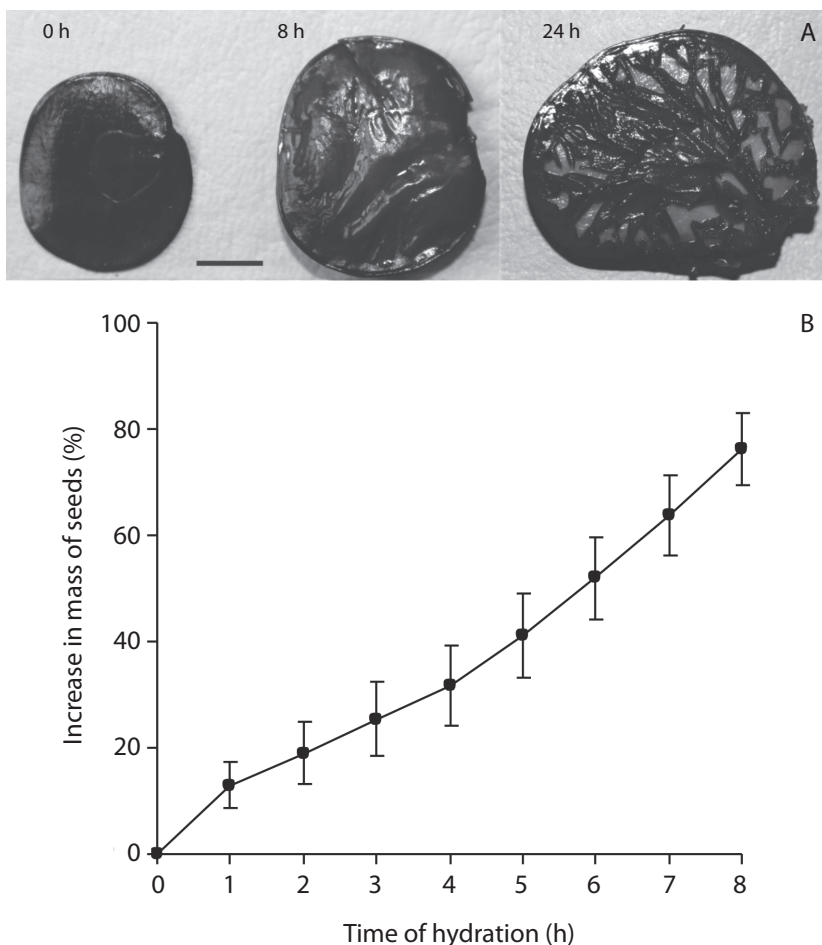 0 h
8 h
24 h
A
B
100
80
60
40
20
0
Increase in mass of seeds (%)
0 1 2 3 4 5 6 7 8
Time of hydration (h)